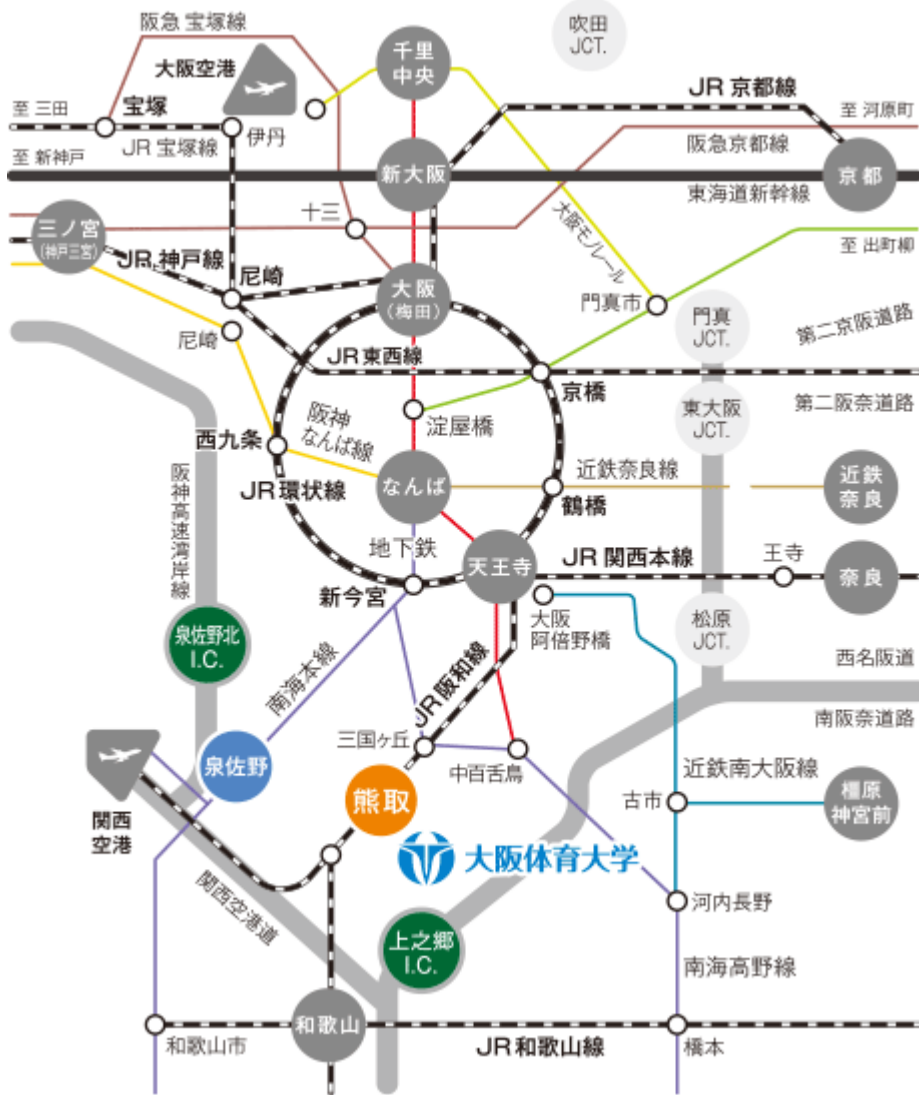 阪急 宝塚線
吹田
JCT.
千里
中央
大阪空港
JR 京都線
至 三田
宝塚
伊丹
至 河原町
JR 宝塚線
阪急京都線
至 新神戸
新大阪
京都
東海道新幹線
十三
大阪モノレール
三ノ宮
(神戸三宮)
JR 神戸線
尼崎
至 出町柳
大阪
(梅田)
門真市
門真
JCT.
第二京阪道路
尼崎
JR 東西線
京橋
東大阪
JCT.
第二阪奈道路
淀屋橋
阪神
なんば線
西九条
近鉄奈良線
近鉄
奈良
なんば
JR 環状線
鶴橋
阪神高速湾岸線
地下鉄
天王寺
JR 関西本線
王寺
奈良
新今宮
大阪
阿倍野橋
松原
JCT.
泉佐野北
I.C.
西名阪道
南海本線
JR 阪和線
南阪奈道路
三国ヶ丘
中百舌鳥
泉佐野
近鉄南大阪線
熊取
古市
橿原
神宮前
関西
空港
大阪体育大学
関西空港道
河内長野
上之郷
I.C.
南海高野線
和歌山
和歌山市
JR 和歌山線
橋本